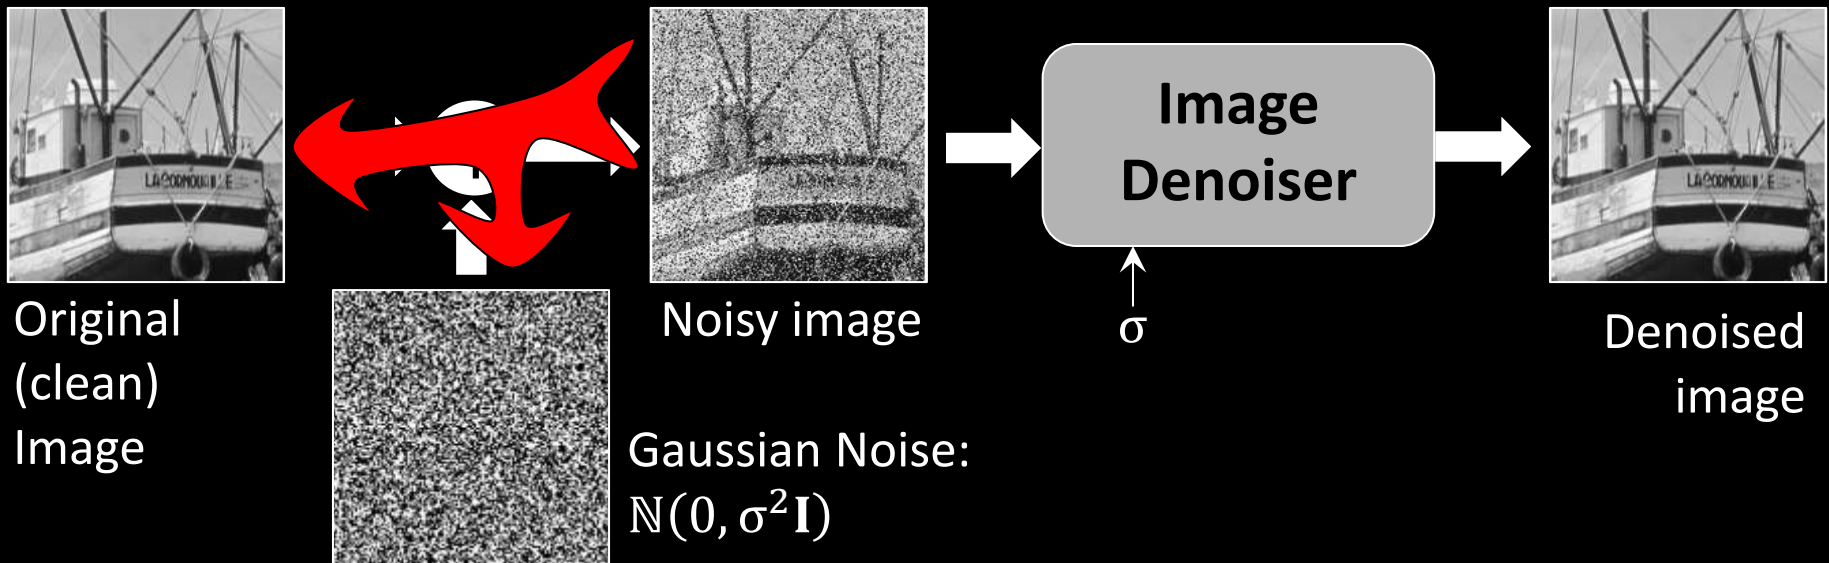 Original
(clean)
Image
Noisy image
Gaussian Noise:
ℕ(0, σ²𝐈)
Image
Denoiser
σ
Denoised
image